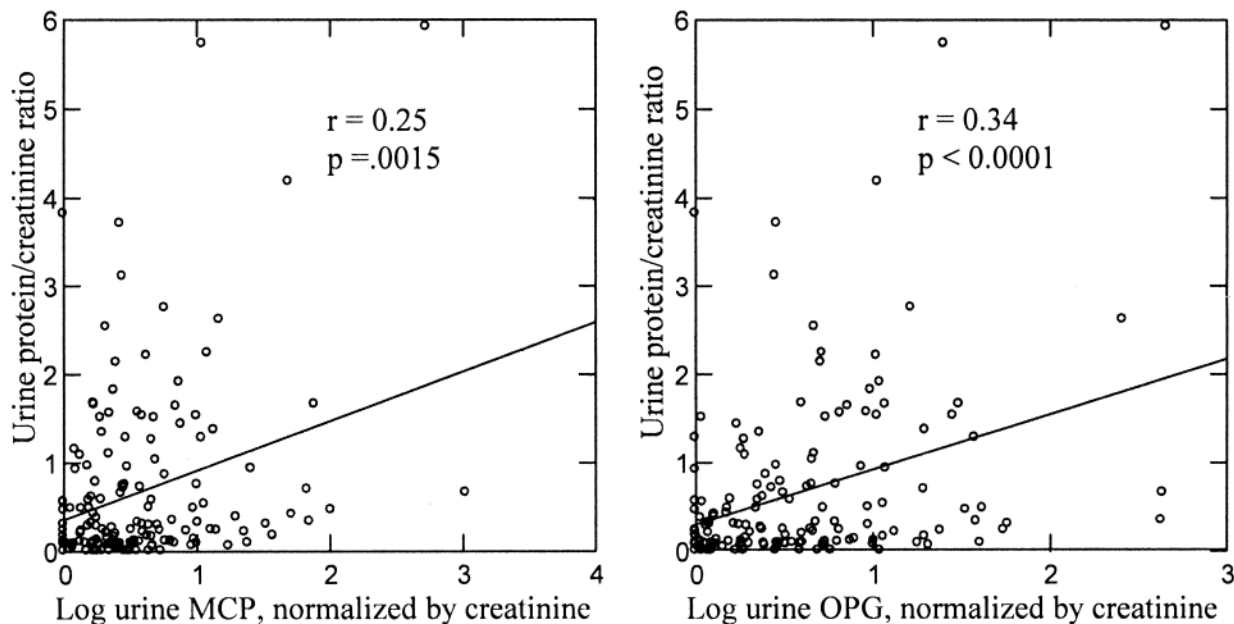 Urine protein/creatinine ratio
6
5
4
3
2
1
0
r = 0.25
p =.0015
0 1 2 3 4
Log urine MCP, normalized by creatinine
Urine protein/creatinine ratio
6
5
4
3
2
1
0
r = 0.34
p < 0.0001
0 1 2 3
Log urine OPG, normalized by creatinine